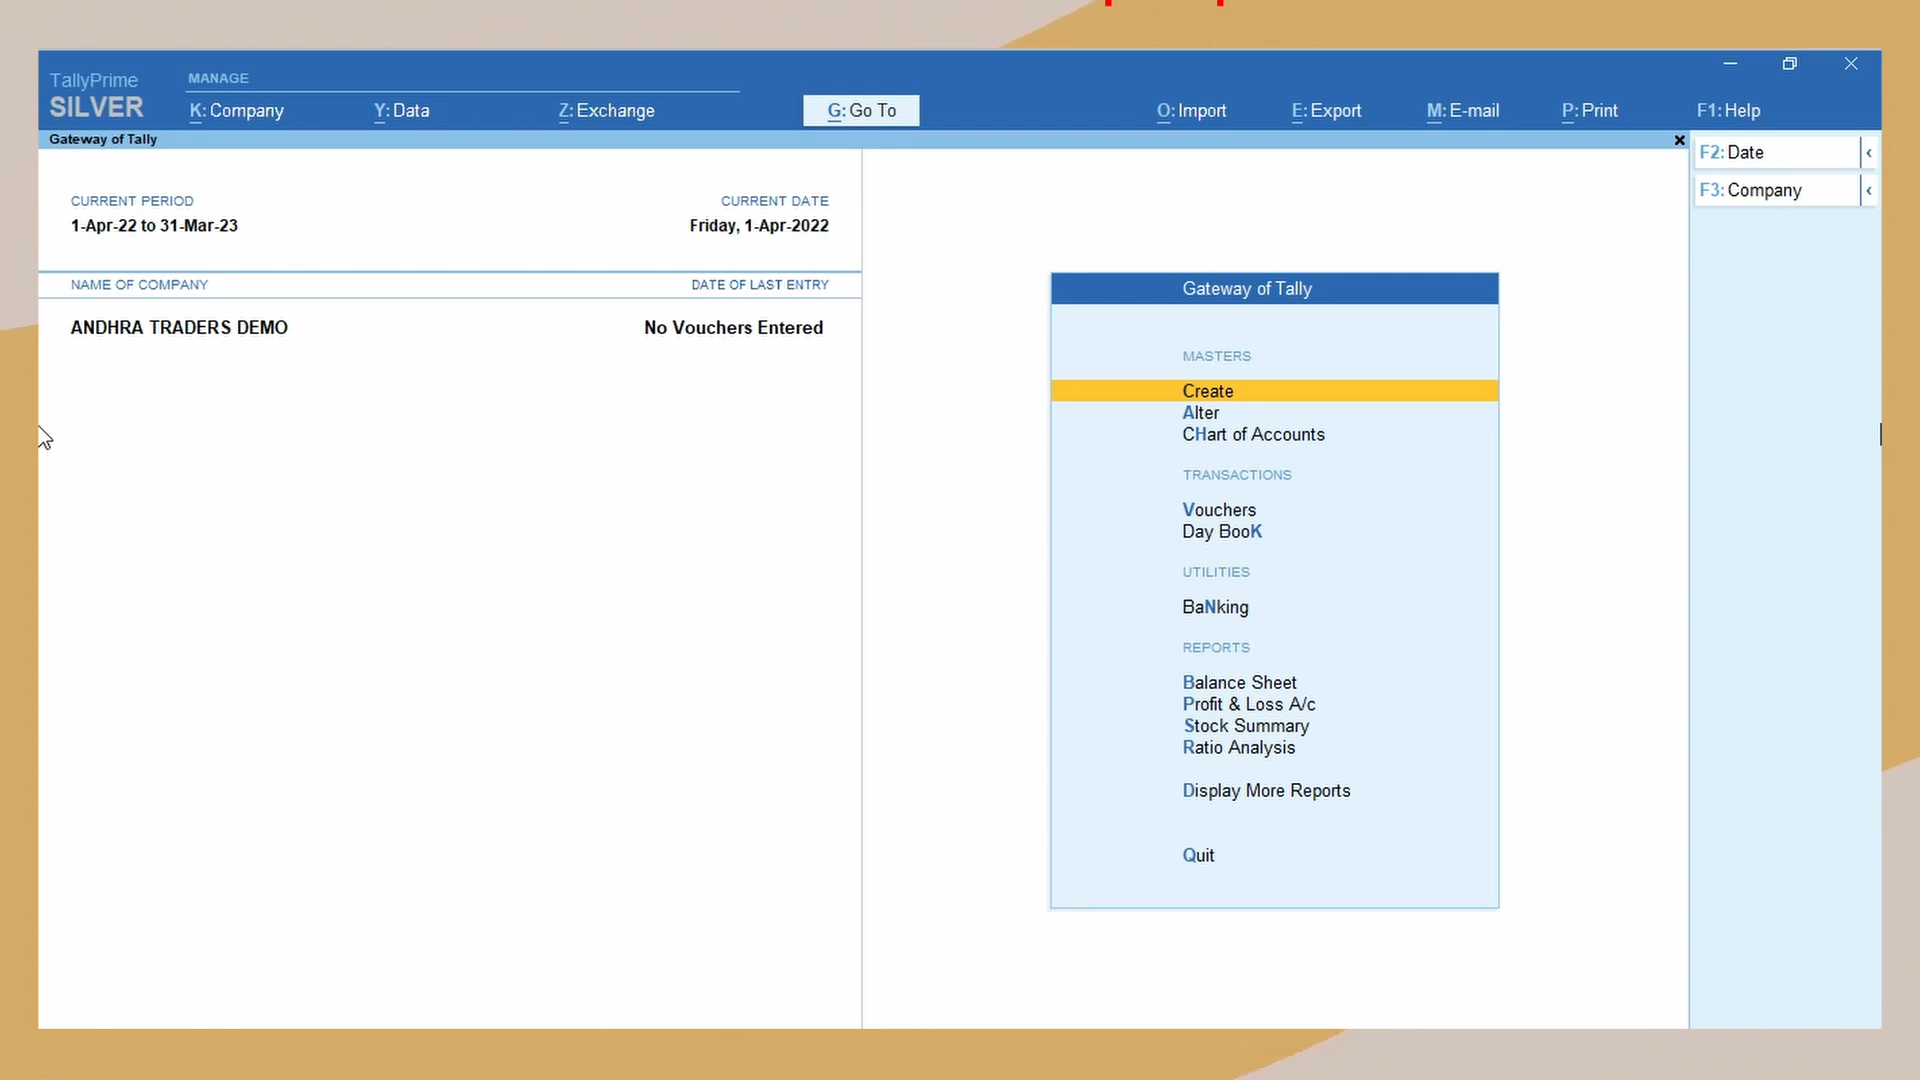 TallyPrime
SILVER
MANAGE
K: Company
Y: Data
Z: Exchange
G: Go To
O: Import
E: Export
M: E-mail
P: Print
F1: Help
Gateway of Tally
F2: Date
F3: Company
CURRENT PERIOD
CURRENT DATE
1-Apr-22 to 31-Mar-23
Friday, 1-Apr-2022
NAME OF COMPANY
DATE OF LAST ENTRY
ANDHRA TRADERS DEMO
No Vouchers Entered
Gateway of Tally
MASTERS
Create
Alter
CHart of Accounts
TRANSACTIONS
Vouchers
Day BooK
UTILITIES
BaNking
REPORTS
Balance Sheet
Profit & Loss A/c
Stock Summary
Ratio Analysis
Display More Reports
Quit